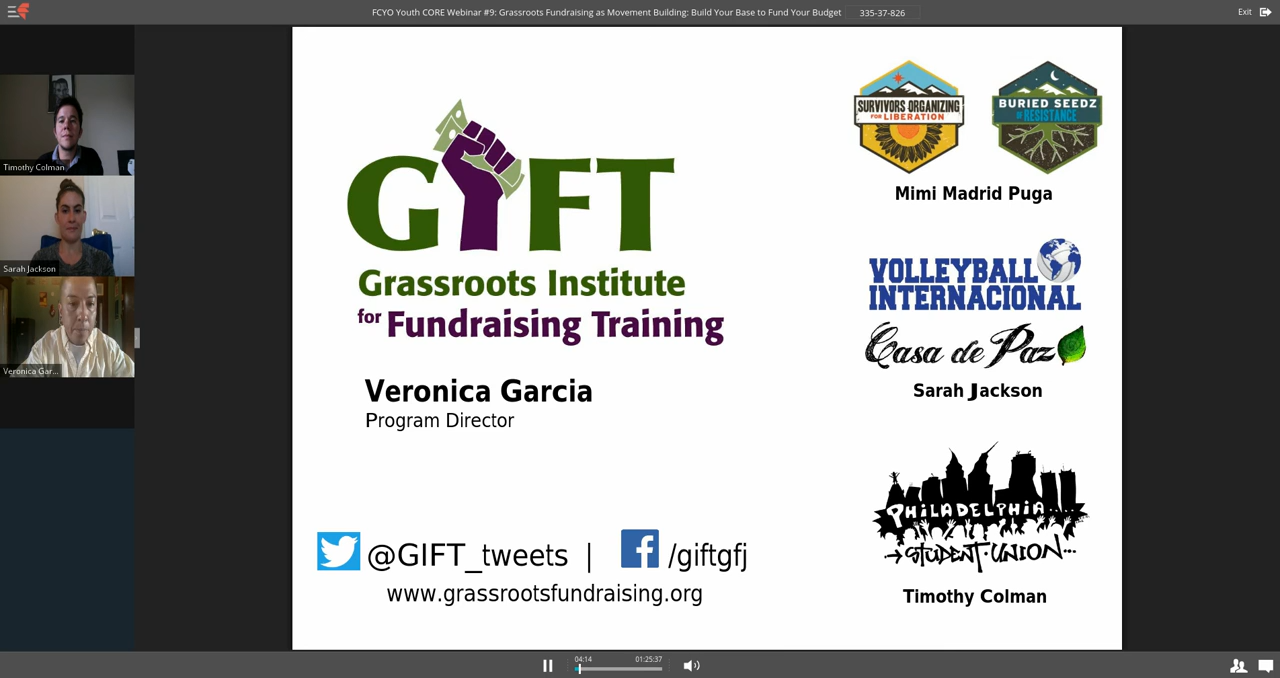 FCYO Youth CORE Webinar #9: Grassroots Fundraising as Movement Building: Build Your Base to Fund Your Budget
335-37-826
Exit
Timothy Colman
Sarah Jackson
Veronica Gar...
GIFT
Grassroots Institute
for Fundraising Training
Veronica Garcia
Program Director
@GIFT_tweets | /giftgfj
www.grassrootsfundraising.org
SURVIVORS ORGANIZING
FOR LIBERATION
BURIED SEEDZ
OF RESISTANCE
Mimi Madrid Puga
VOLLEYBALL
INTERNACIONAL
Casa de Paz
Sarah Jackson
PHiLADELPHiA
STUDENT·UNION...
Timothy Colman
04:14
01:25:37